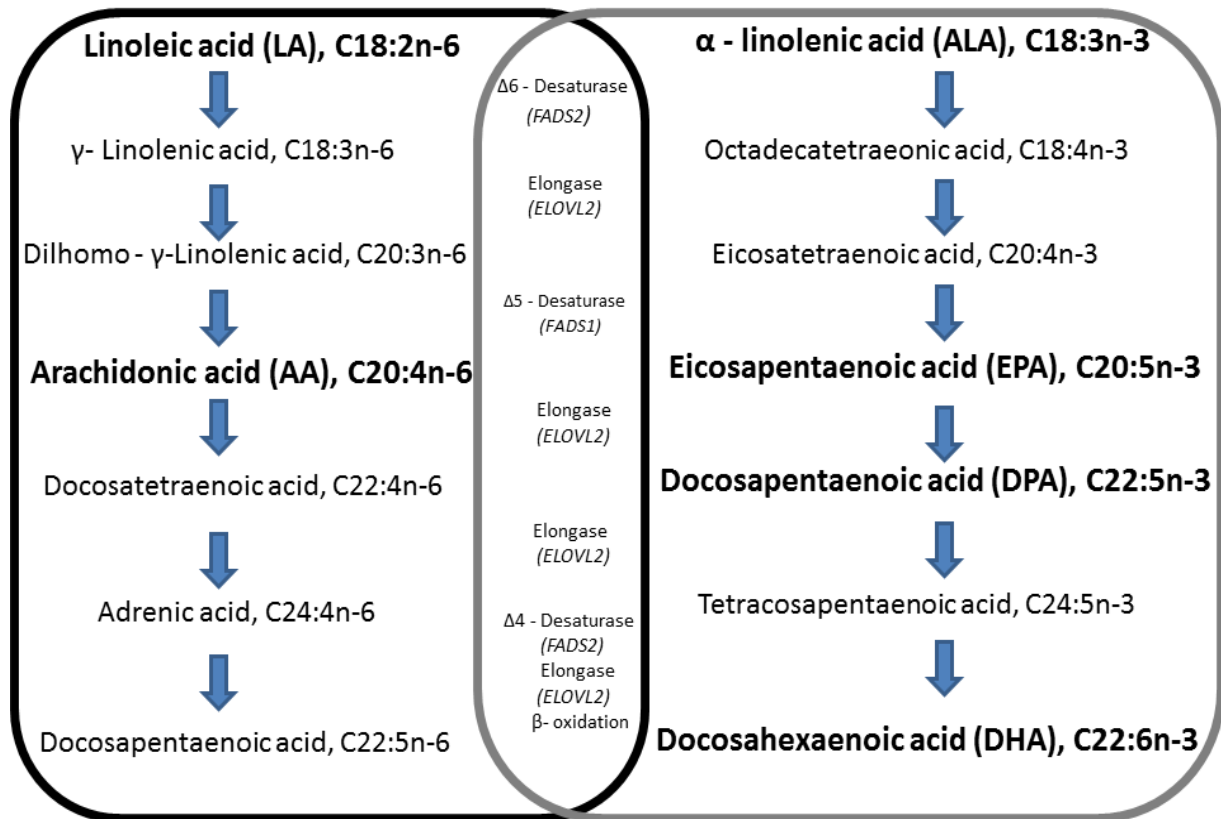 Linoleic acid (LA), C18:2n-6
γ- Linolenic acid, C18:3n-6
Dilhomo - γ-Linolenic acid, C20:3n-6
Arachidonic acid (AA), C20:4n-6
Docosatetraenoic acid, C22:4n-6
Adrenic acid, C24:4n-6
Docosapentaenoic acid, C22:5n-6
Δ6 - Desaturase
(FADS2)
Elongase
(ELOVL2)
Δ5 - Desaturase
(FADS1)
Elongase
(ELOVL2)
Elongase
(ELOVL2)
Δ4 - Desaturase
(FADS2)
Elongase
(ELOVL2)
β- oxidation
α - linolenic acid (ALA), C18:3n-3
Octadecatetraeonic acid, C18:4n-3
Eicosatetraenoic acid, C20:4n-3
Eicosapentaenoic acid (EPA), C20:5n-3
Docosapentaenoic acid (DPA), C22:5n-3
Tetracosapentaenoic acid, C24:5n-3
Docosahexaenoic acid (DHA), C22:6n-3